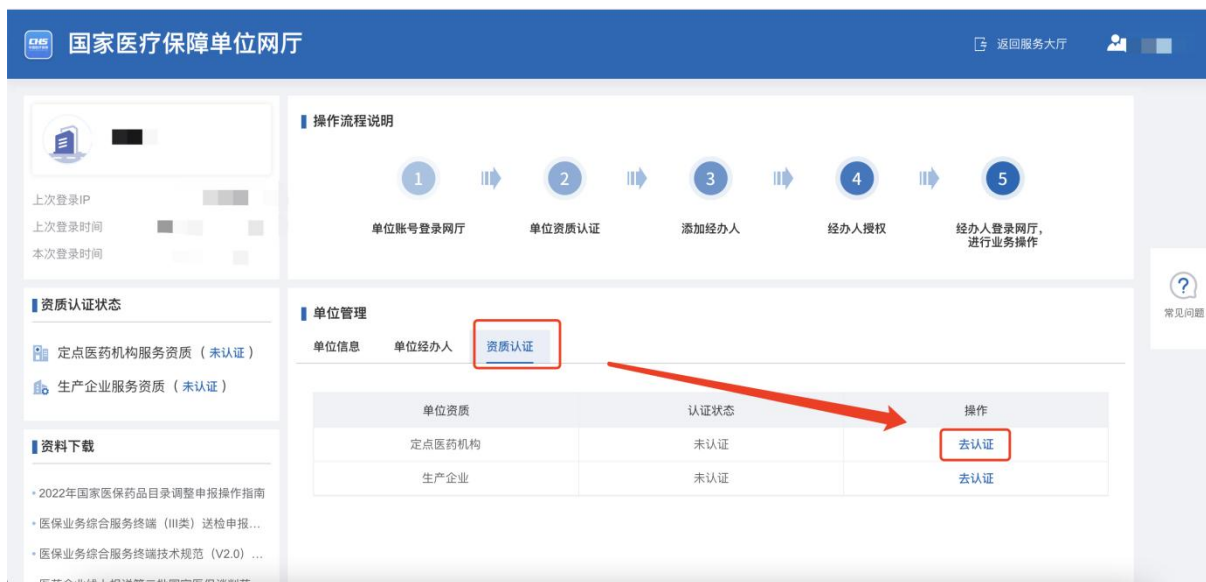 CHS
国家医疗保障单位网厅
返回服务大厅
上次登录IP
上次登录时间
本次登录时间
资质认证状态
定点医药机构服务资质（未认证）
生产企业服务资质（未认证）
资料下载
• 2022年国家医保药品目录调整申报操作指南
• 医保业务综合服务终端（III类）送检申报...
• 医保业务综合服务终端技术规范（V2.0）...
操作流程说明
1 2 3 4 5
单位账号登录网厅 单位资质认证 添加经办人 经办人授权 经办人登录网厅，
进行业务操作
单位管理
单位信息 单位经办人 资质认证
单位资质 认证状态 操作
定点医药机构 未认证 去认证
生产企业 未认证 去认证
?
常见问题